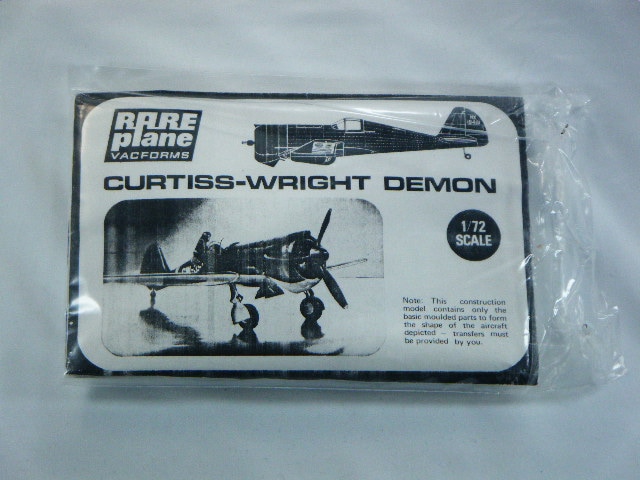 RARE
plane
VACFORMS
CURTISS-WRIGHT DEMON
1/72
SCALE
Note: This construction
model contains only the
basic moulded parts to form
the shape of the aircraft
depicted – transfers must
be provided by you.